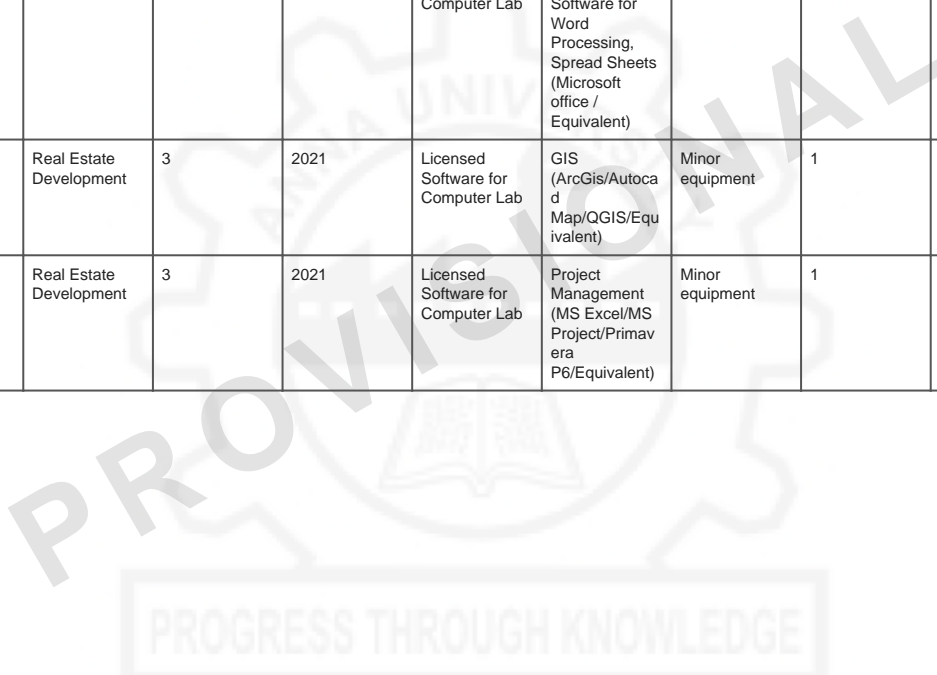 Computer Lab
Software for
Word
Processing,
Spread Sheets
(Microsoft
office /
Equivalent)
Real Estate
Development
3
2021
Licensed
Software for
Computer Lab
GIS
(ArcGis/Autoca
d
Map/QGIS/Equ
ivalent)
Minor
equipment
1
Real Estate
Development
3
2021
Licensed
Software for
Computer Lab
Project
Management
(MS Excel/MS
Project/Primav
era
P6/Equivalent)
Minor
equipment
1
PROVISIONAL
PROGRESS THROUGH KNOWLEDGE